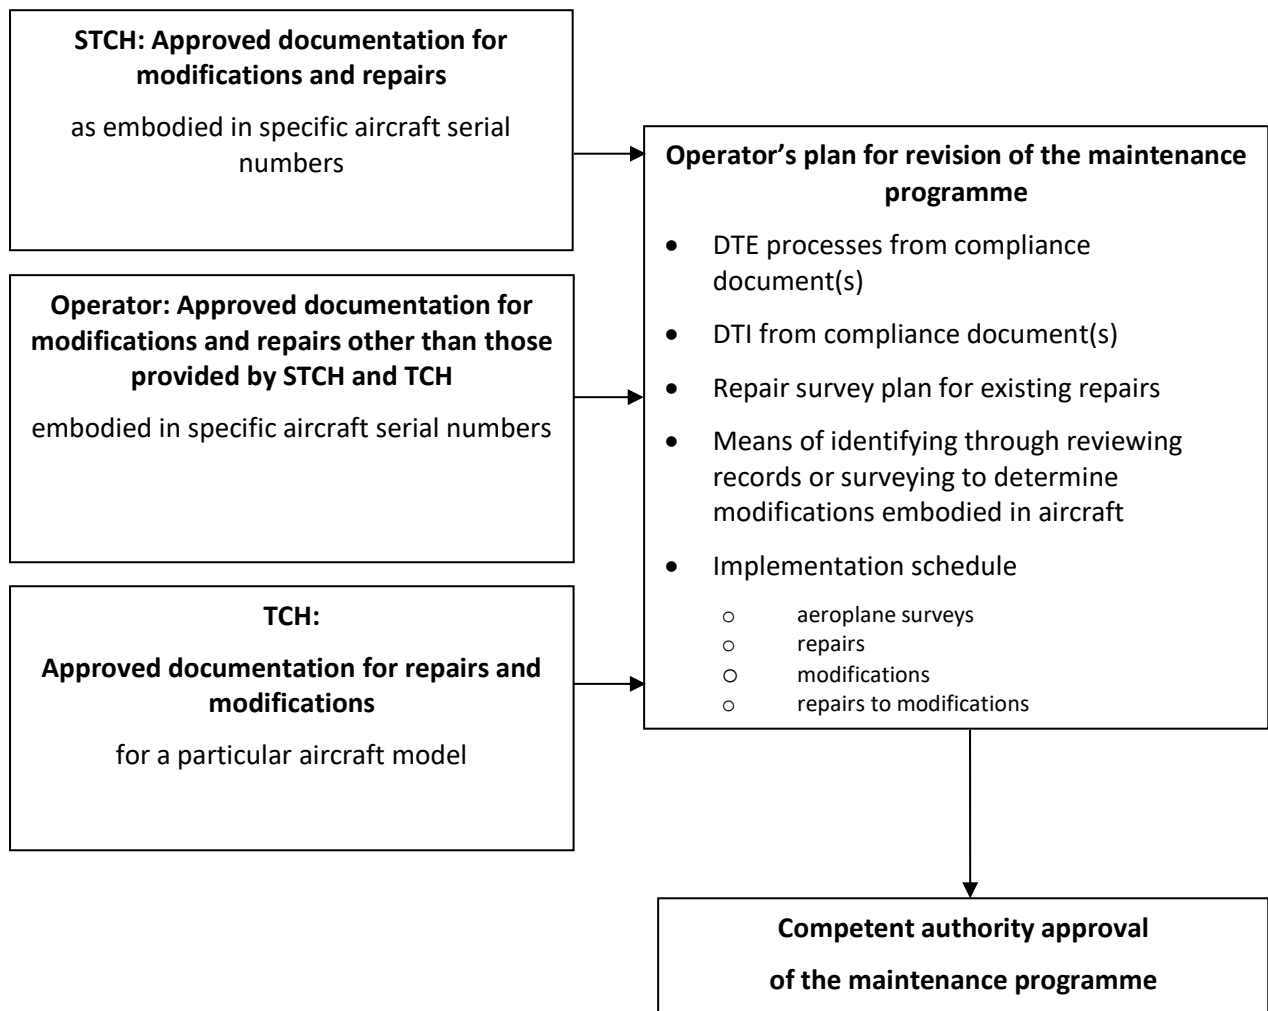 STCH: Approved documentation for
modifications and repairs
as embodied in specific aircraft serial
numbers
Operator: Approved documentation for
modifications and repairs other than those
provided by STCH and TCH
embodied in specific aircraft serial numbers
TCH:
Approved documentation for repairs and
modifications
for a particular aircraft model
Operator’s plan for revision of the maintenance
programme
• DTE processes from compliance
document(s)
• DTI from compliance document(s)
• Repair survey plan for existing repairs
• Means of identifying through reviewing
records or surveying to determine
modifications embodied in aircraft
• Implementation schedule
o aeroplane surveys
o repairs
o modifications
o repairs to modifications
Competent authority approval
of the maintenance programme